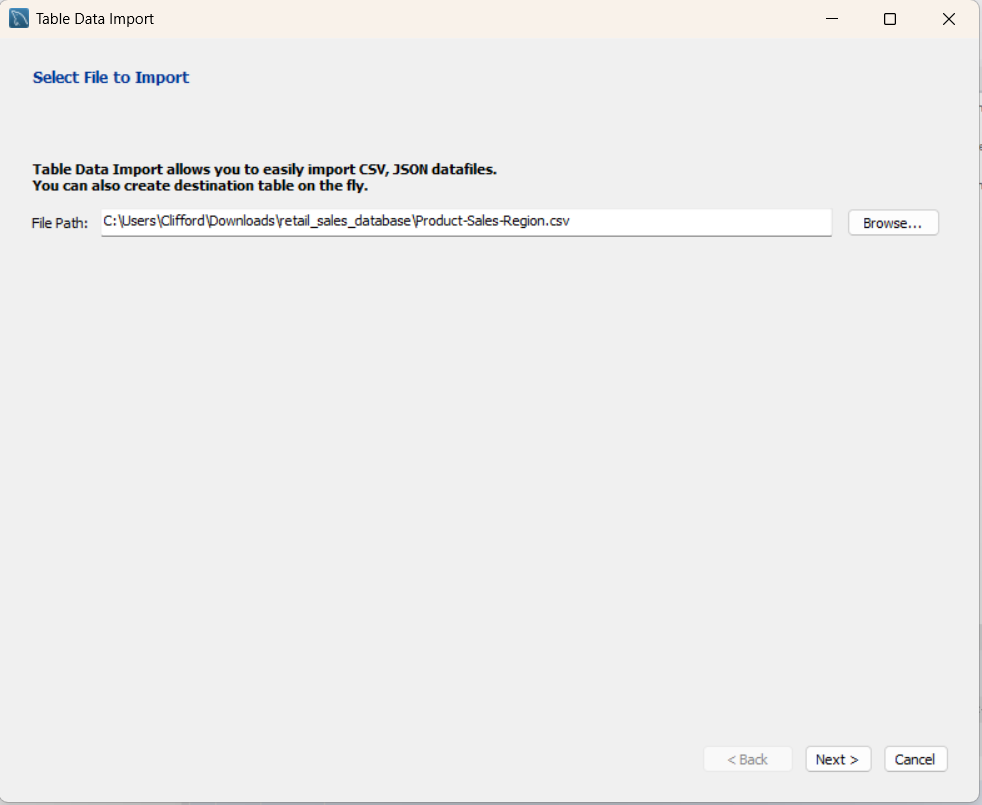 Table Data Import
Select File to Import
Table Data Import allows you to easily import CSV, JSON datafiles.
You can also create destination table on the fly.
File Path: C:\Users\Clifford\Downloads\retail_sales_database\Product-Sales-Region.csv Browse...
< Back Next > Cancel